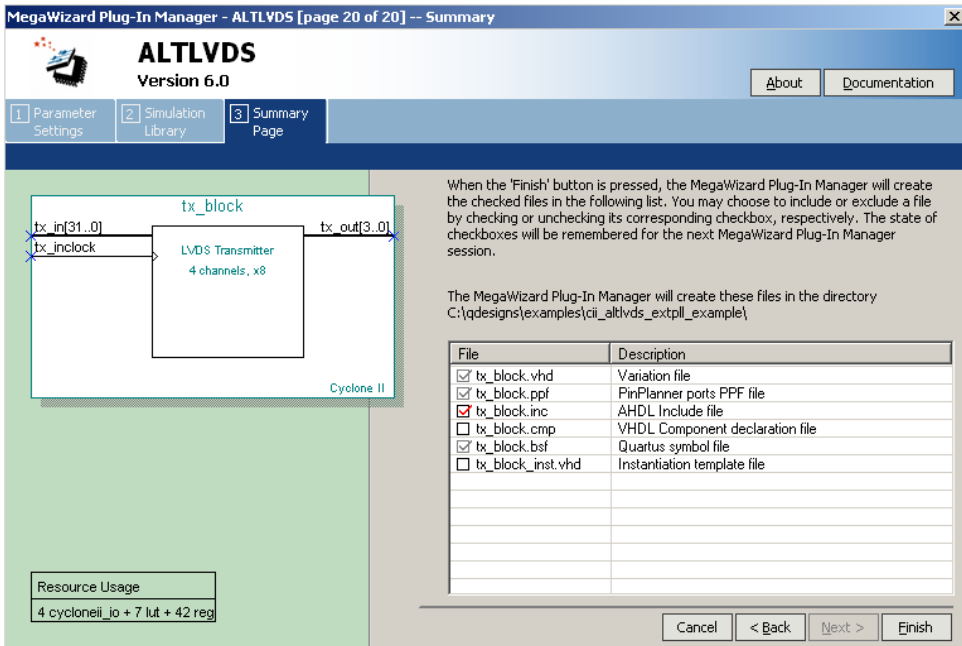 MegaWizard Plug-In Manager - ALTLVDS [page 20 of 20] -- Summary
ALTLVDS
Version 6.0
About
Documentation
1 Parameter Settings
2 Simulation Library
3 Summary Page
tx_block
tx_in[31..0]
tx_inclock
tx_out[3..0]
LVDS Transmitter
4 channels, x8
Cyclone II
Resource Usage
4 cycloneii_io + 7 lut + 42 reg
When the 'Finish' button is pressed, the MegaWizard Plug-In Manager will create
the checked files in the following list. You may choose to include or exclude a file
by checking or unchecking its corresponding checkbox, respectively. The state of
checkboxes will be remembered for the next MegaWizard Plug-In Manager
session.
The MegaWizard Plug-In Manager will create these files in the directory
C:\qdesigns\examples\cii_altlvds_extpll_example\
File Description
tx_block.vhd Variation file
tx_block.ppf PinPlanner ports PPF file
tx_block.inc AHDL Include file
tx_block.cmp VHDL Component declaration file
tx_block.bsf Quartus symbol file
tx_block_inst.vhd Instantiation template file
Cancel
< Back
Next >
Finish